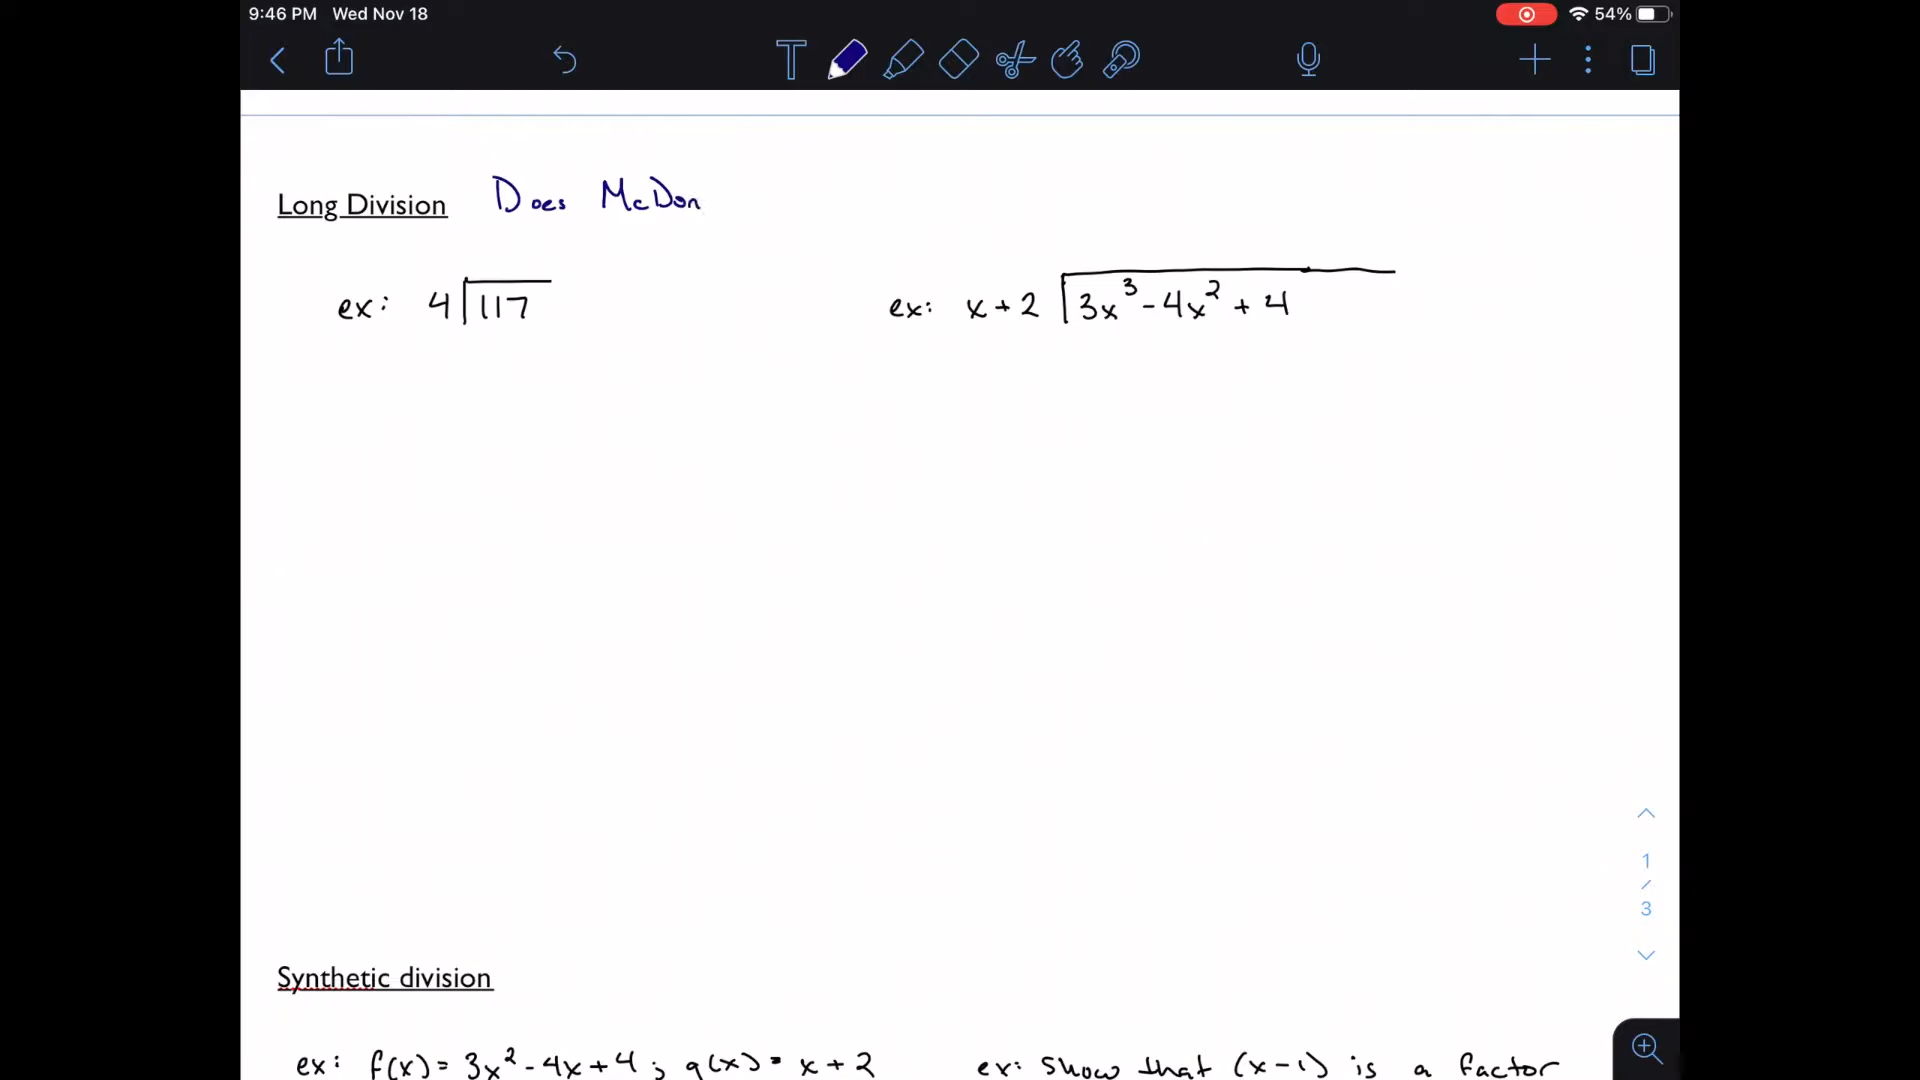 9:46 PM Wed Nov 18 54%
Long Division Does McDon
ex: 4 117
ex: x + 2 3x³ - 4x² + 4
1
/
3
Synthetic division
ex: f(x) = 3x² - 4x + 4 ; g(x) = x + 2
ex: show that (x-1) is a factor